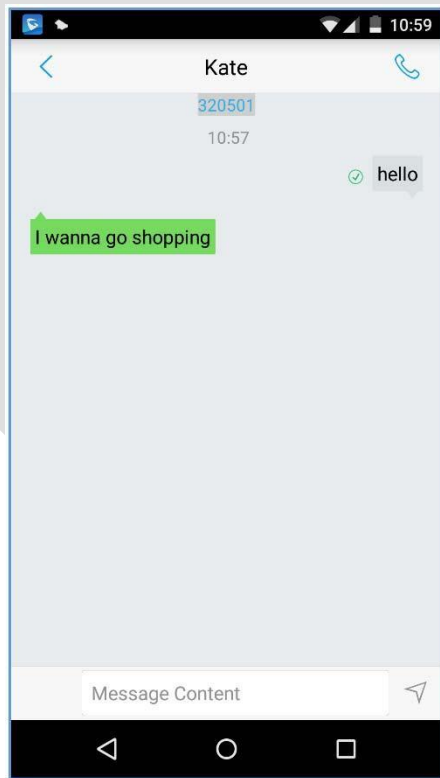 10:59
Kate
320501
10:57
hello
I wanna go shopping
Message Content